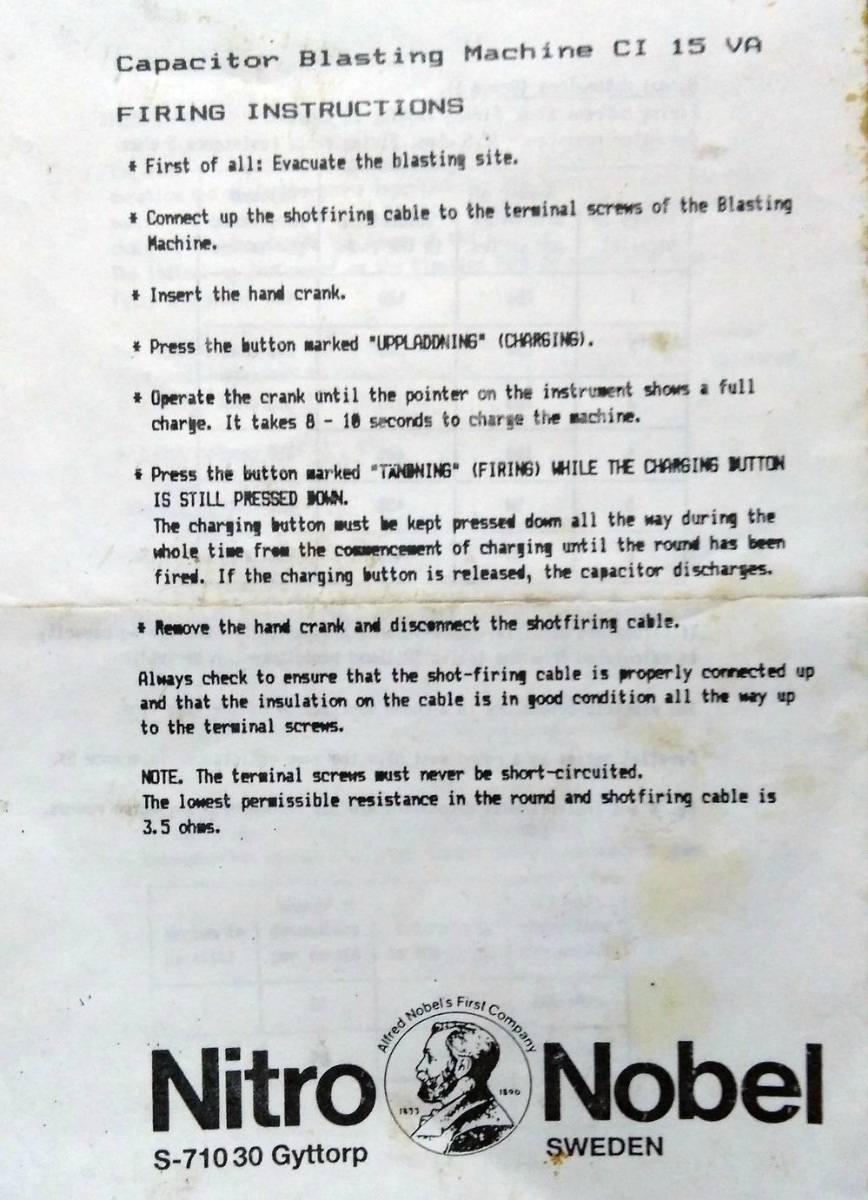 Capacitor Blasting Machine CI 15 VA
FIRING INSTRUCTIONS
* First of all: Evacuate the blasting site.
* Connect up the shotfiring cable to the terminal screws of the Blasting
Machine.
* Insert the hand crank.
* Press the button marked "UPPLADDNING" (CHARGING).
* Operate the crank until the pointer on the instrument shows a full
charge. It takes 8 - 10 seconds to charge the machine.
* Press the button marked "TÄNDNING" (FIRING) WHILE THE CHARGING BUTTON
IS STILL PRESSED DOWN.
The charging button must be kept pressed down all the way during the
whole time from the commencement of charging until the round has been
fired. If the charging button is released, the capacitor discharges.
* Remove the hand crank and disconnect the shotfiring cable.
Always check to ensure that the shot-firing cable is properly connected up
and that the insulation on the cable is in good condition all the way up
to the terminal screws.
NOTE. The terminal screws must never be short-circuited.
The lowest permissible resistance in the round and shotfiring cable is
3.5 ohms.
Alfred Nobel's First Company
1833 1896
Nitro Nobel
S-710 30 Gyttorp SWEDEN